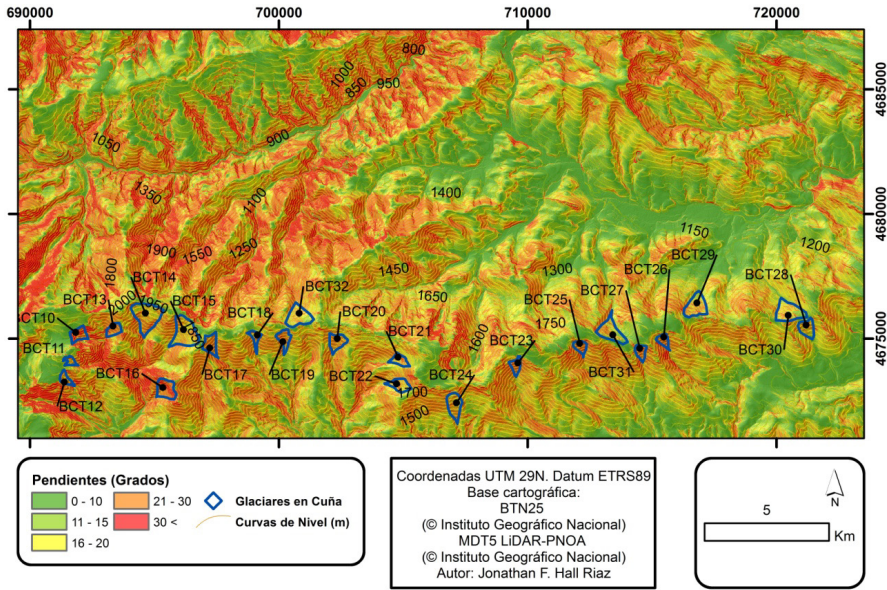 690000 700000 710000 720000
800
1000
950
850
4685000
900
1050
1350
1100
1400
4680000
1150
1900
1550
1250
1200
1800
1450
1300
BCT29
BCT14
BCT28
BCT13
2000
1950
BCT15
BCT32
1650
BCT26
BCT10
BCT18
BCT20
BCT25
BCT27
1750
1650
BCT21
BCT23
4675000
BCT11
BCT30
BCT16
BCT17
BCT19
BCT22
BCT24
BCT31
1700
BCT12
1500
Pendientes (Grados)
0 - 10
21 - 30
Glaciares en Cuña
11 - 15
30 <
Curvas de Nivel (m)
16 - 20
Coordenadas UTM 29N. Datum ETRS89
Base cartográfica:
BTN25
(© Instituto Geográfico Nacional)
MDT5 LiDAR-PNOA
(© Instituto Geográfico Nacional)
Autor: Jonathan F. Hall Riaz
5
Km
N